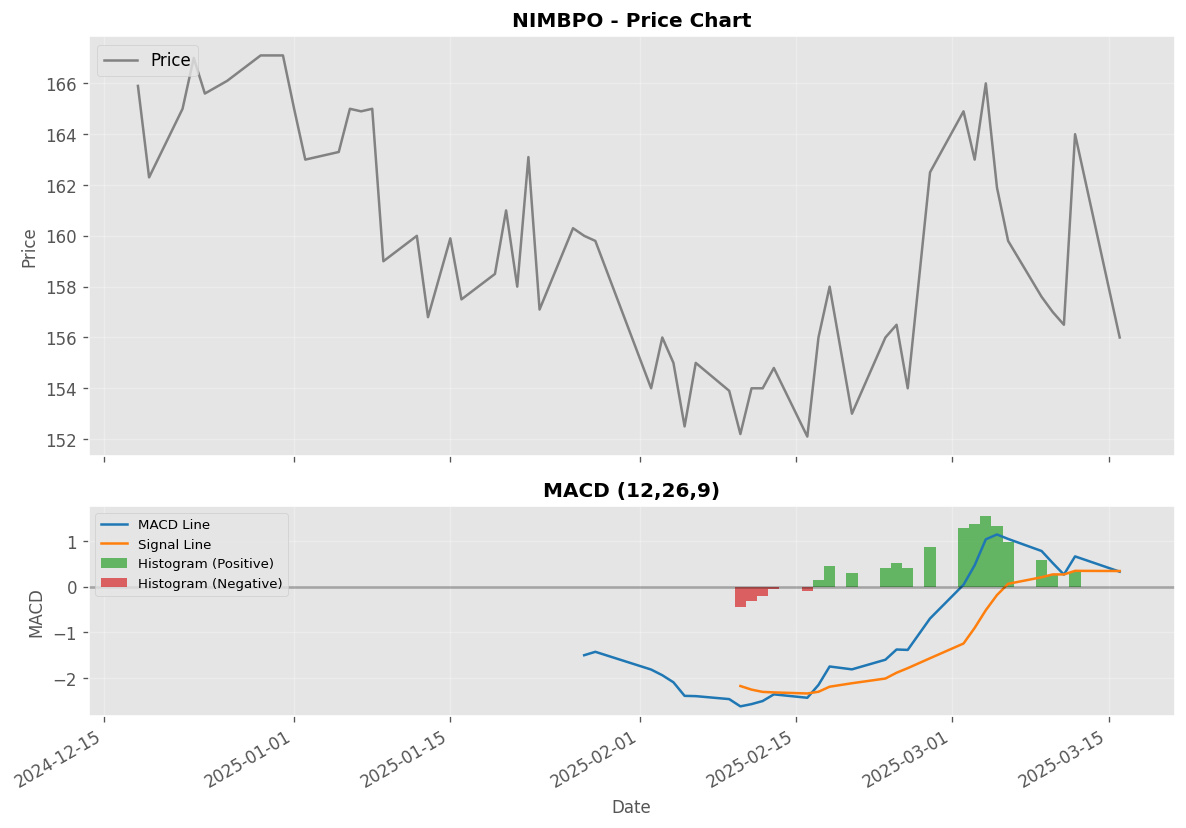 NIMBPO - Price Chart
Price
166
164
162
160
158
156
154
152
Price
MACD (12,26,9)
MACD Line
Signal Line
Histogram (Positive)
Histogram (Negative)
1
0
−1
−2
MACD
2024-12-15
2025-01-01
2025-01-15
2025-02-01
2025-02-15
2025-03-01
2025-03-15
Date